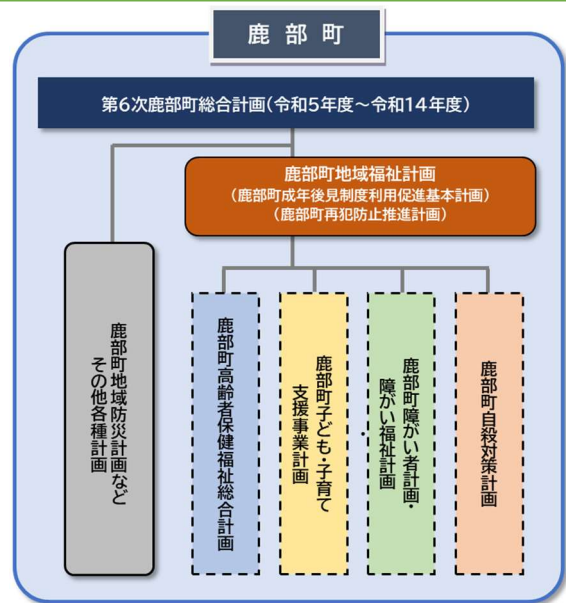 鹿部町
第6次鹿部町総合計画(令和5年度～令和14年度)
鹿部町地域福祉計画
(鹿部町成年後見制度利用促進基本計画)
(鹿部町再犯防止推進計画)
鹿部町地域防災計画など
その他各種計画
鹿部町高齢者保健福祉総合計画
鹿部町子ども・子育て
支援事業計画
鹿部町障がい者計画・
障がい福祉計画
鹿部町自殺対策計画